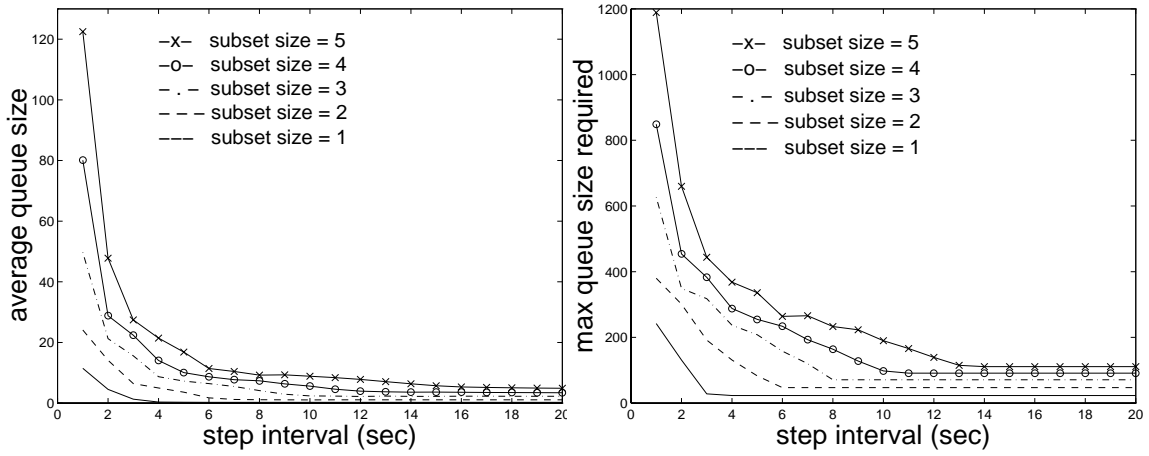 120
100
80
60
40
20
0
average queue size
–x– subset size = 5
–o– subset size = 4
– . – subset size = 3
– – – subset size = 2
––– subset size = 1
0 2 4 6 8 10 12 14 16 18 20
step interval (sec)
1200
1000
800
600
400
200
0
max queue size required
–x– subset size = 5
–o– subset size = 4
– . – subset size = 3
– – – subset size = 2
––– subset size = 1
0 2 4 6 8 10 12 14 16 18 20
step interval (sec)